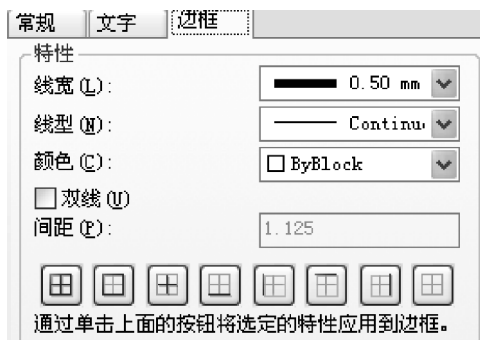 常规 文字 边框
特性
线宽(L): 0.50 mm
线型(N): Continu
颜色(C): ByBlock
双线(U)
间距(P): 1.125
通过单击上面的按钮将选定的特性应用到边框。